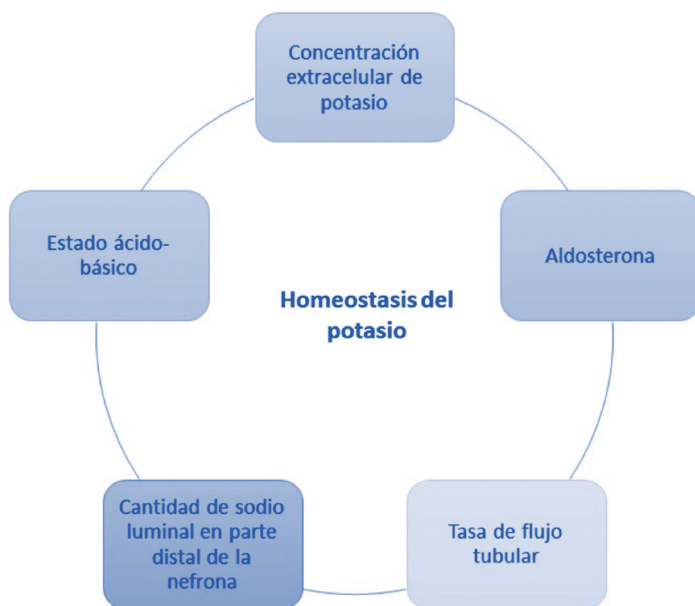 Concentración
extracelular de
potasio
Estado ácido-
básico
Aldosterona
Homeostasis del
potasio
Cantidad de sodio
luminal en parte
distal de la
nefrona
Tasa de flujo
tubular